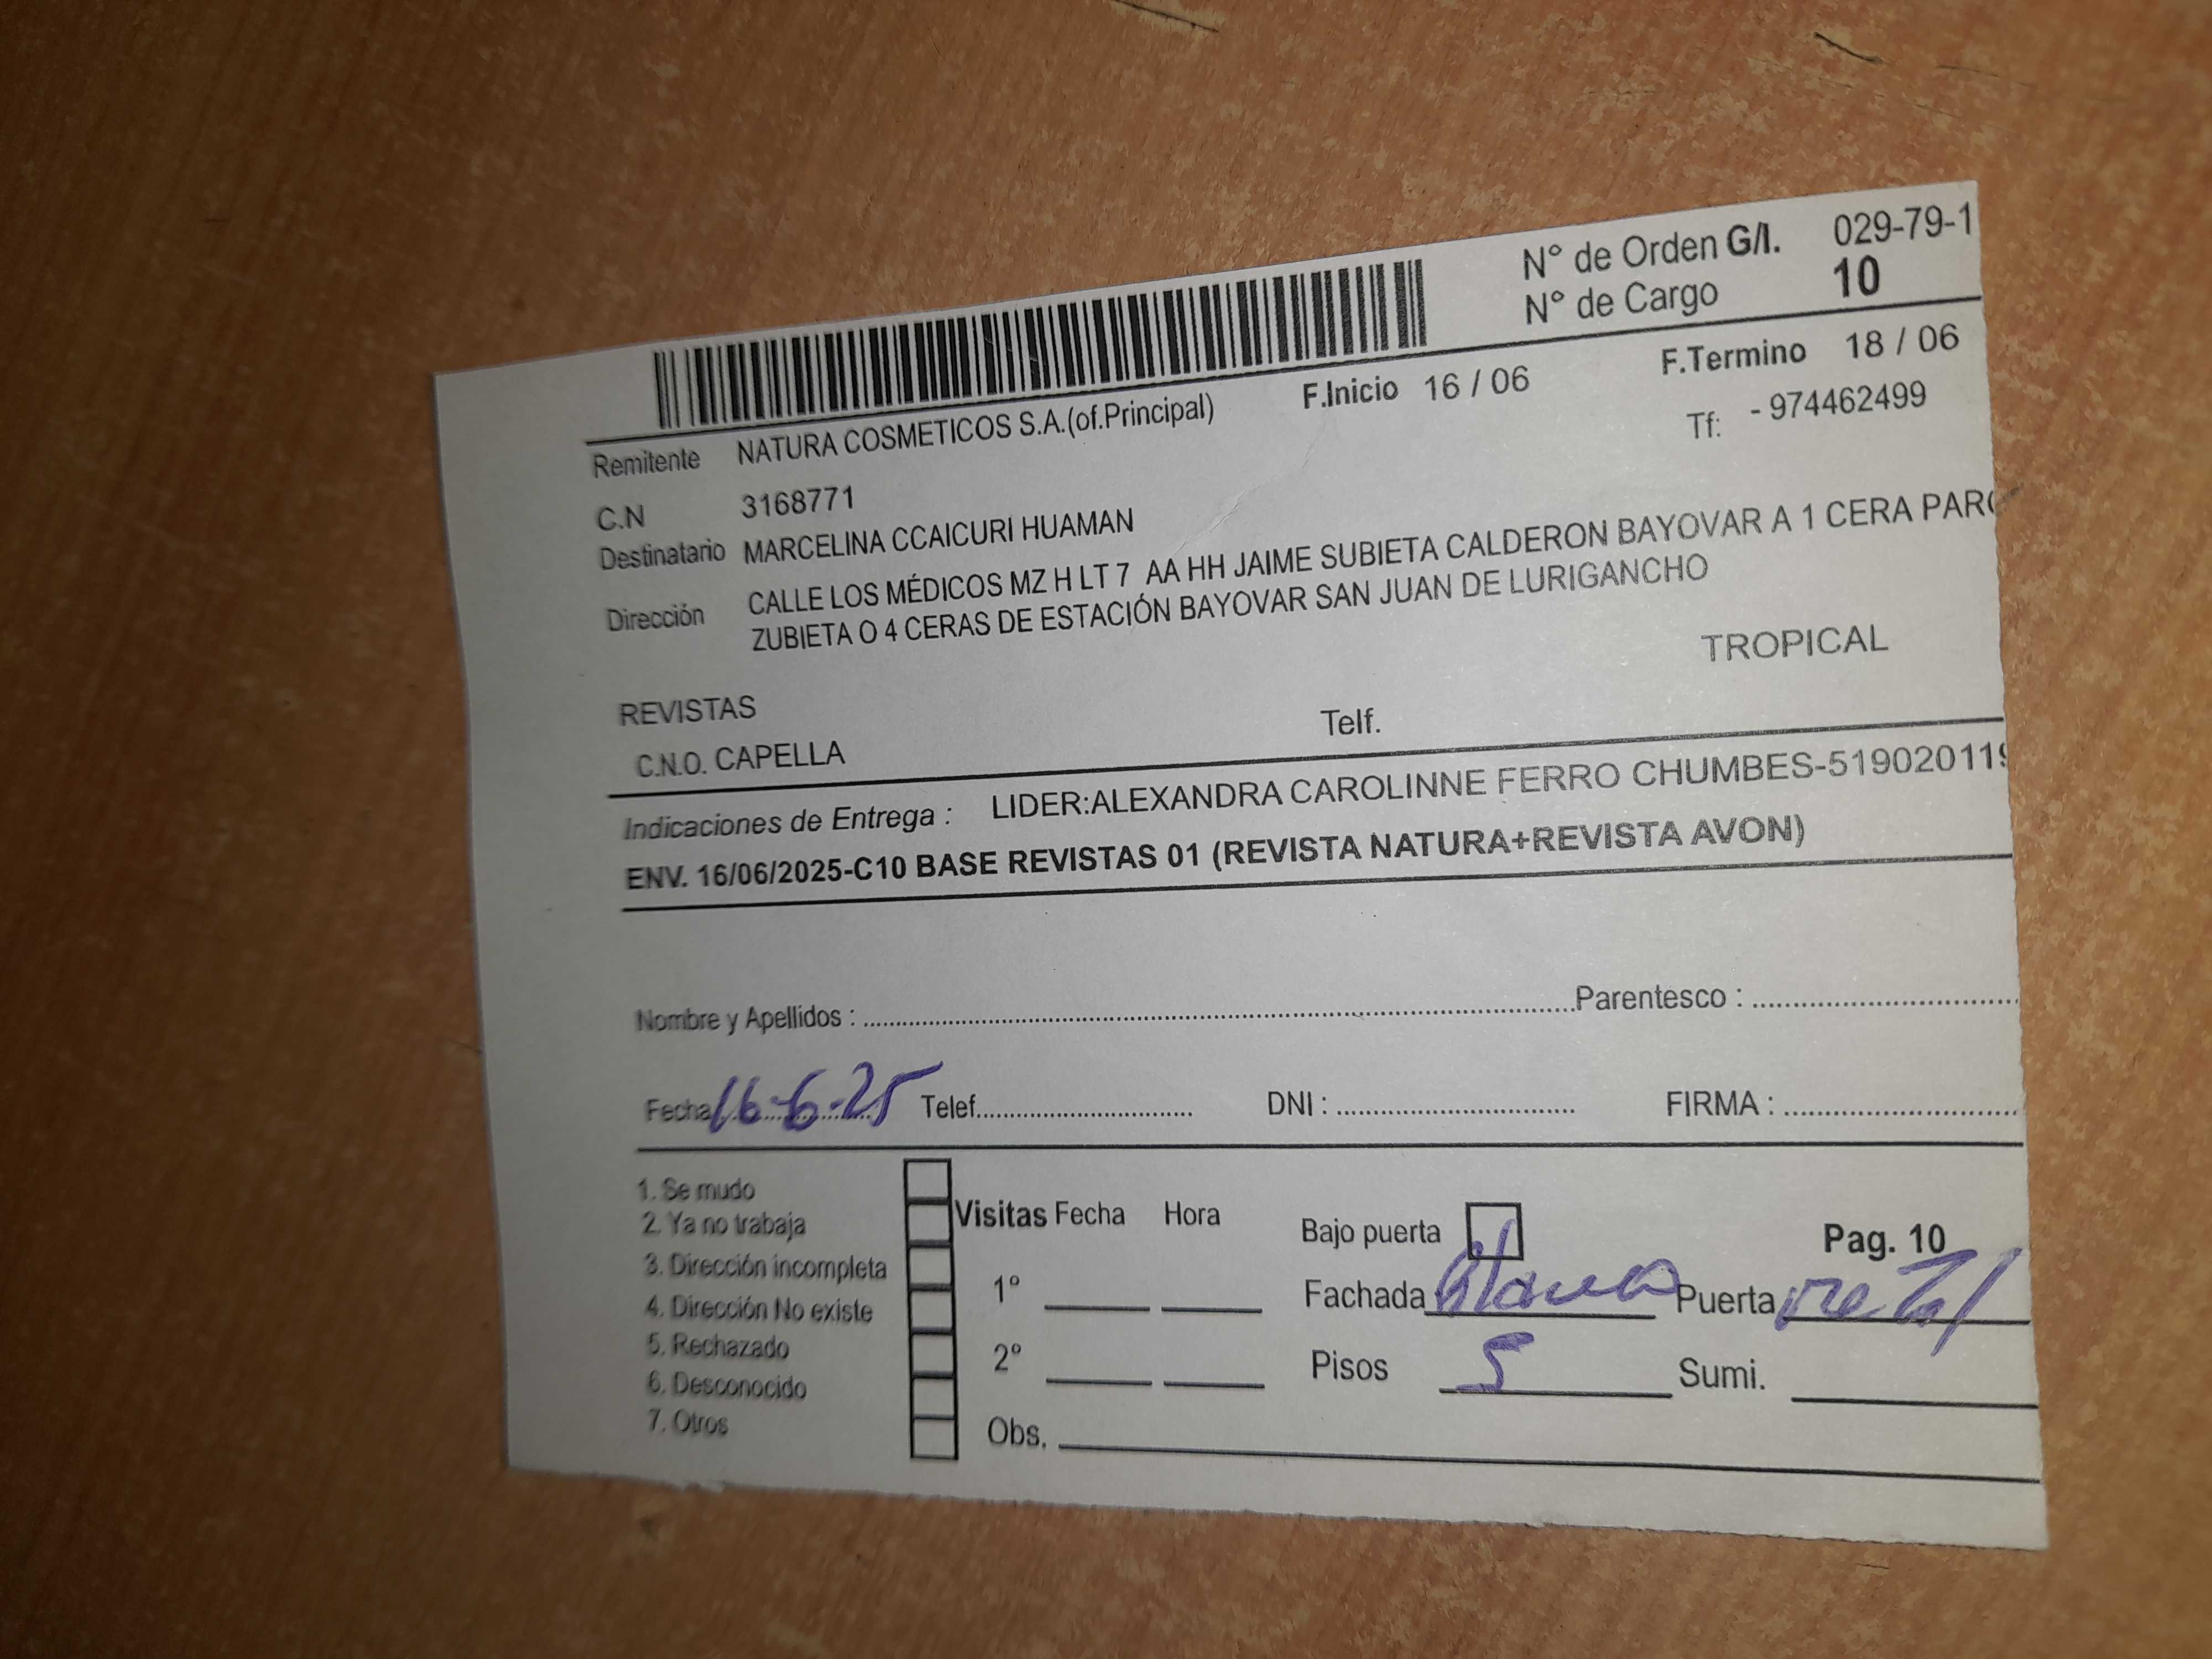 N° de Orden G/I. 029-79-1
N° de Cargo 10
F.Inicio 16 / 06 F.Termino 18 / 06
Remitente NATURA COSMETICOS S.A.(of.Principal) Tf: - 974462499
C.N 3168771
Destinatario MARCELINA CCAICURI HUAMAN
Dirección CALLE LOS MÉDICOS MZ H LT 7 AA HH JAIME SUBIETA CALDERON BAYOVAR A 1 CERA PARQ
ZUBIETA O 4 CERAS DE ESTACIÓN BAYOVAR SAN JUAN DE LURIGANCHO
TROPICAL
REVISTAS
C.N.O. CAPELLA Telf.
Indicaciones de Entrega : LIDER:ALEXANDRA CAROLINNE FERRO CHUMBES-519020119
ENV. 16/06/2025-C10 BASE REVISTAS 01 (REVISTA NATURA+REVISTA AVON)
Nombre y Apellidos : Parentesco :
Fecha 16-6-25 Telef. DNI : FIRMA :
1. Se mudo
2. Ya no trabaja
3. Dirección incompleta
4. Dirección No existe
5. Rechazado
6. Desconocido
7. Otros
Visitas Fecha Hora
1°
2°
Obs.
Bajo puerta Pag. 10
Fachada blanca Puerta metal
Pisos 5 Sumi.